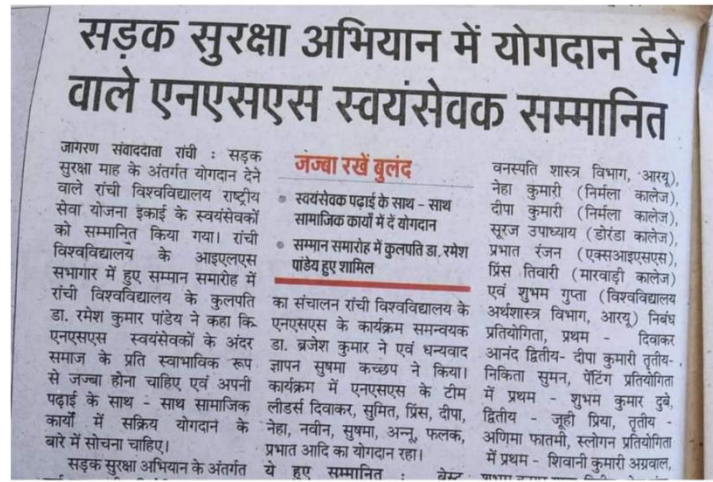 सड़क सुरक्षा अभियान में योगदान देने
वाले एनएसएस स्वयंसेवक सम्मानित
जागरण संवाददाता रांची : सड़क
सुरक्षा माह के अंतर्गत योगदान देने
वाले रांची विश्वविद्यालय राष्ट्रीय
सेवा योजना इकाई के स्वयंसेवकों
को सम्मानित किया गया। रांची
विश्वविद्यालय के आइएलएस
सभागार में हुए सम्मान समारोह में
रांची विश्वविद्यालय के कुलपति
डा. रमेश कुमार पांडेय ने कहा कि
एनएसएस स्वयसेवकों के अंदर
समाज के प्रति स्वाभाविक रूप
से जज्बा होना चाहिए एवं अपनी
पढ़ाई के साथ - साथ सामाजिक
कार्यों में सक्रिय योगदान के
बारे में सोचना चाहिए।
सड़क सुरक्षा अभियान के अंतर्गत
जज्बा रखें बुलंद
स्वयंसेवक पढ़ाई के साथ - साथ
सामाजिक कार्यों में दें योगदान
सम्मान समारोह में कुलपति डा. रमेश
पांडेय हुए शामिल
का संचालन रांची विश्वविद्यालय के
एनएसएस के कार्यक्रम समन्वयक
डा. ब्रजेश कुमार ने एवं धन्यवाद
ज्ञापन सुषमा कच्छप ने किया।
कार्यक्रम में एनएसएस के टीम
लीडर्स दिवाकर, सुमित, प्रिंस, दीपा,
नेहा, नवीन, सुषमा, अन्नू, फलक,
प्रभात आदि का योगदान रहा।
ये हुए सम्मानित : बेस्ट
वनस्पति शास्त्र विभाग, आरयू),
नेहा कुमारी (निर्मला कालेज),
दीपा कुमारी (निर्मला कालेज),
सूरज उपाध्याय (डोरंडा कालेज),
प्रभात रंजन (एक्सआइएसएस),
प्रिंस तिवारी (मारवाड़ी कालेज)
एवं शुभम गुप्ता (विश्वविद्यालय
अर्थशास्त्र विभाग, आरयू) निबंध
प्रतियोगिता, प्रथम - दिवाकर
आनंद द्वितीय- दीपा कुमारी तृतीय-
निकिता सुमन, पेंटिंग प्रतियोगिता
में प्रथम - शुभम कुमार दुबे,
द्वितीय - जूही प्रिया, तृतीय -
अणिमा फातमी, स्लोगन प्रतियोगिता
में प्रथम - शिवानी कुमारी अग्रवाल,